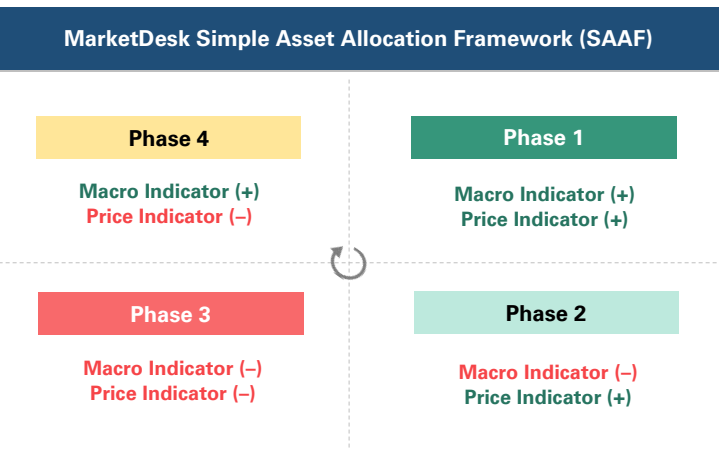 MarketDesk Simple Asset Allocation Framework (SAAF)
Phase 4
Macro Indicator (+)
Price Indicator (–)
Phase 1
Macro Indicator (+)
Price Indicator (+)
Phase 3
Macro Indicator (–)
Price Indicator (–)
Phase 2
Macro Indicator (–)
Price Indicator (+)